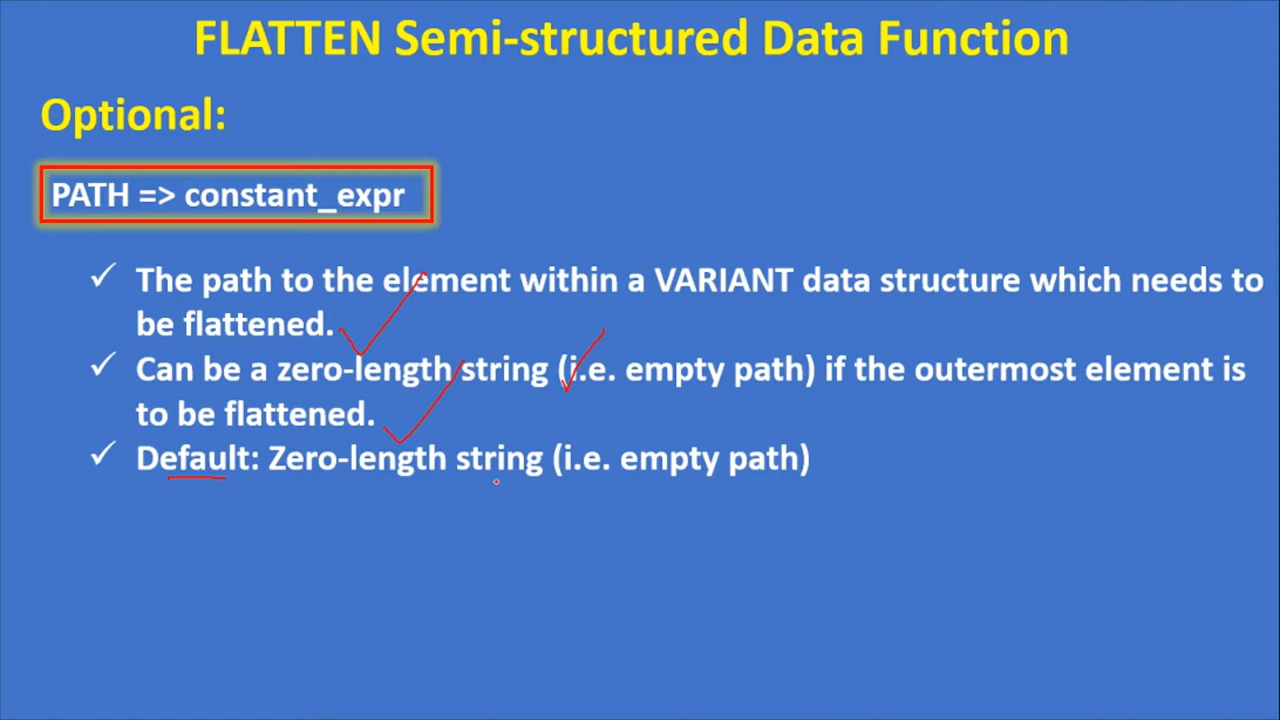 FLATTEN Semi-structured Data Function
Optional:
PATH => constant_expr
✓ The path to the element within a VARIANT data structure which needs to
be flattened.
✓ Can be a zero-length string (i.e. empty path) if the outermost element is
to be flattened.
✓ Default: Zero-length string (i.e. empty path)